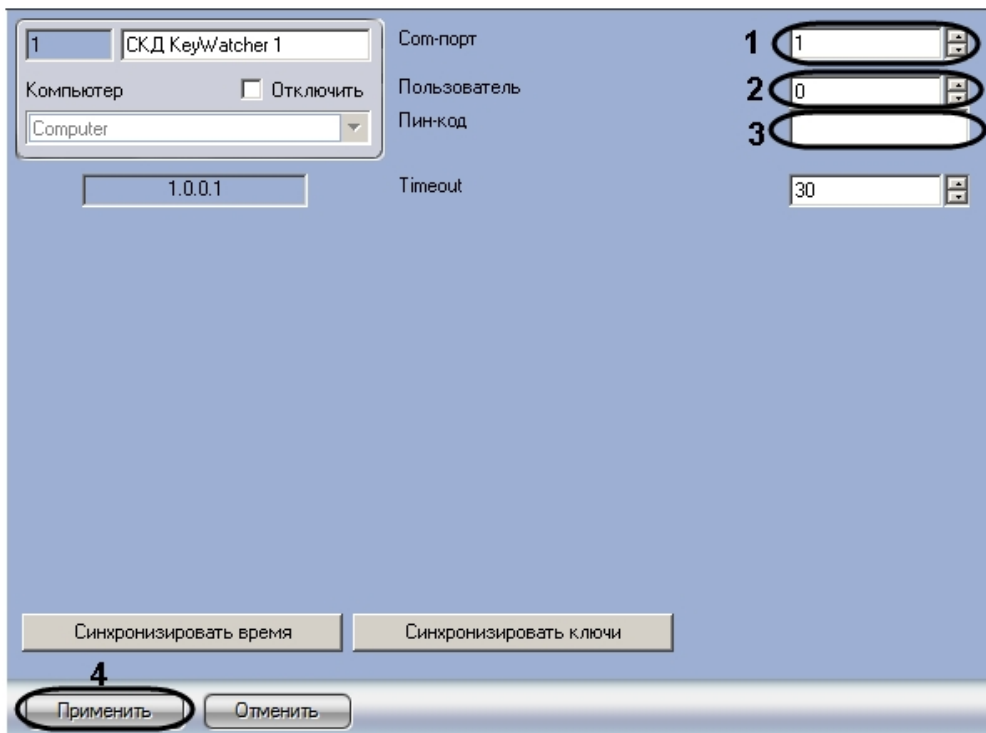 1 СКД KeyWatcher 1 Com-порт 1 1
Компьютер Отключить Пользователь 2 0
Computer Пин-код 3
1.0.0.1 Timeout 30
Синхронизировать время Синхронизировать ключи
4
Применить Отменить